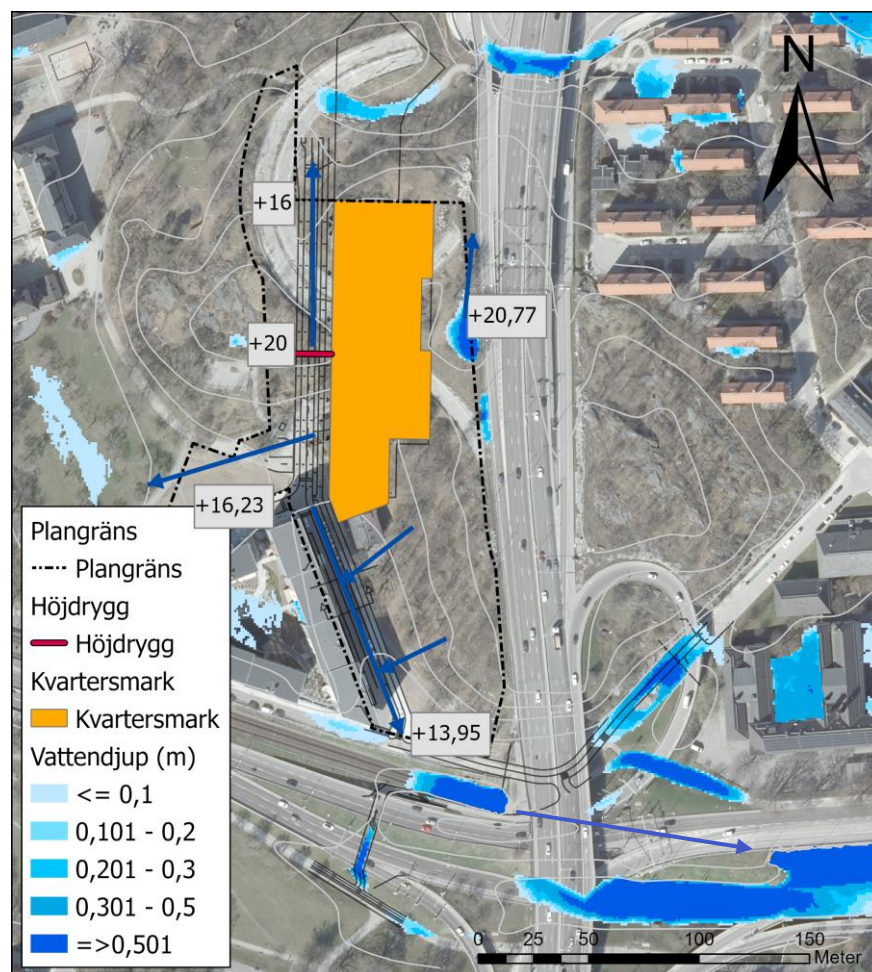 N
+16
+20,77
+20
+16,23
Plangräns
Plangräns
Höjdrygg
Höjdrygg
Kvartersmark
Kvartersmark
Vattendjup (m)
<= 0,1
0,101 - 0,2
0,201 - 0,3
0,301 - 0,5
=>0,501
+13,95
0 25 50 100 150
Meter